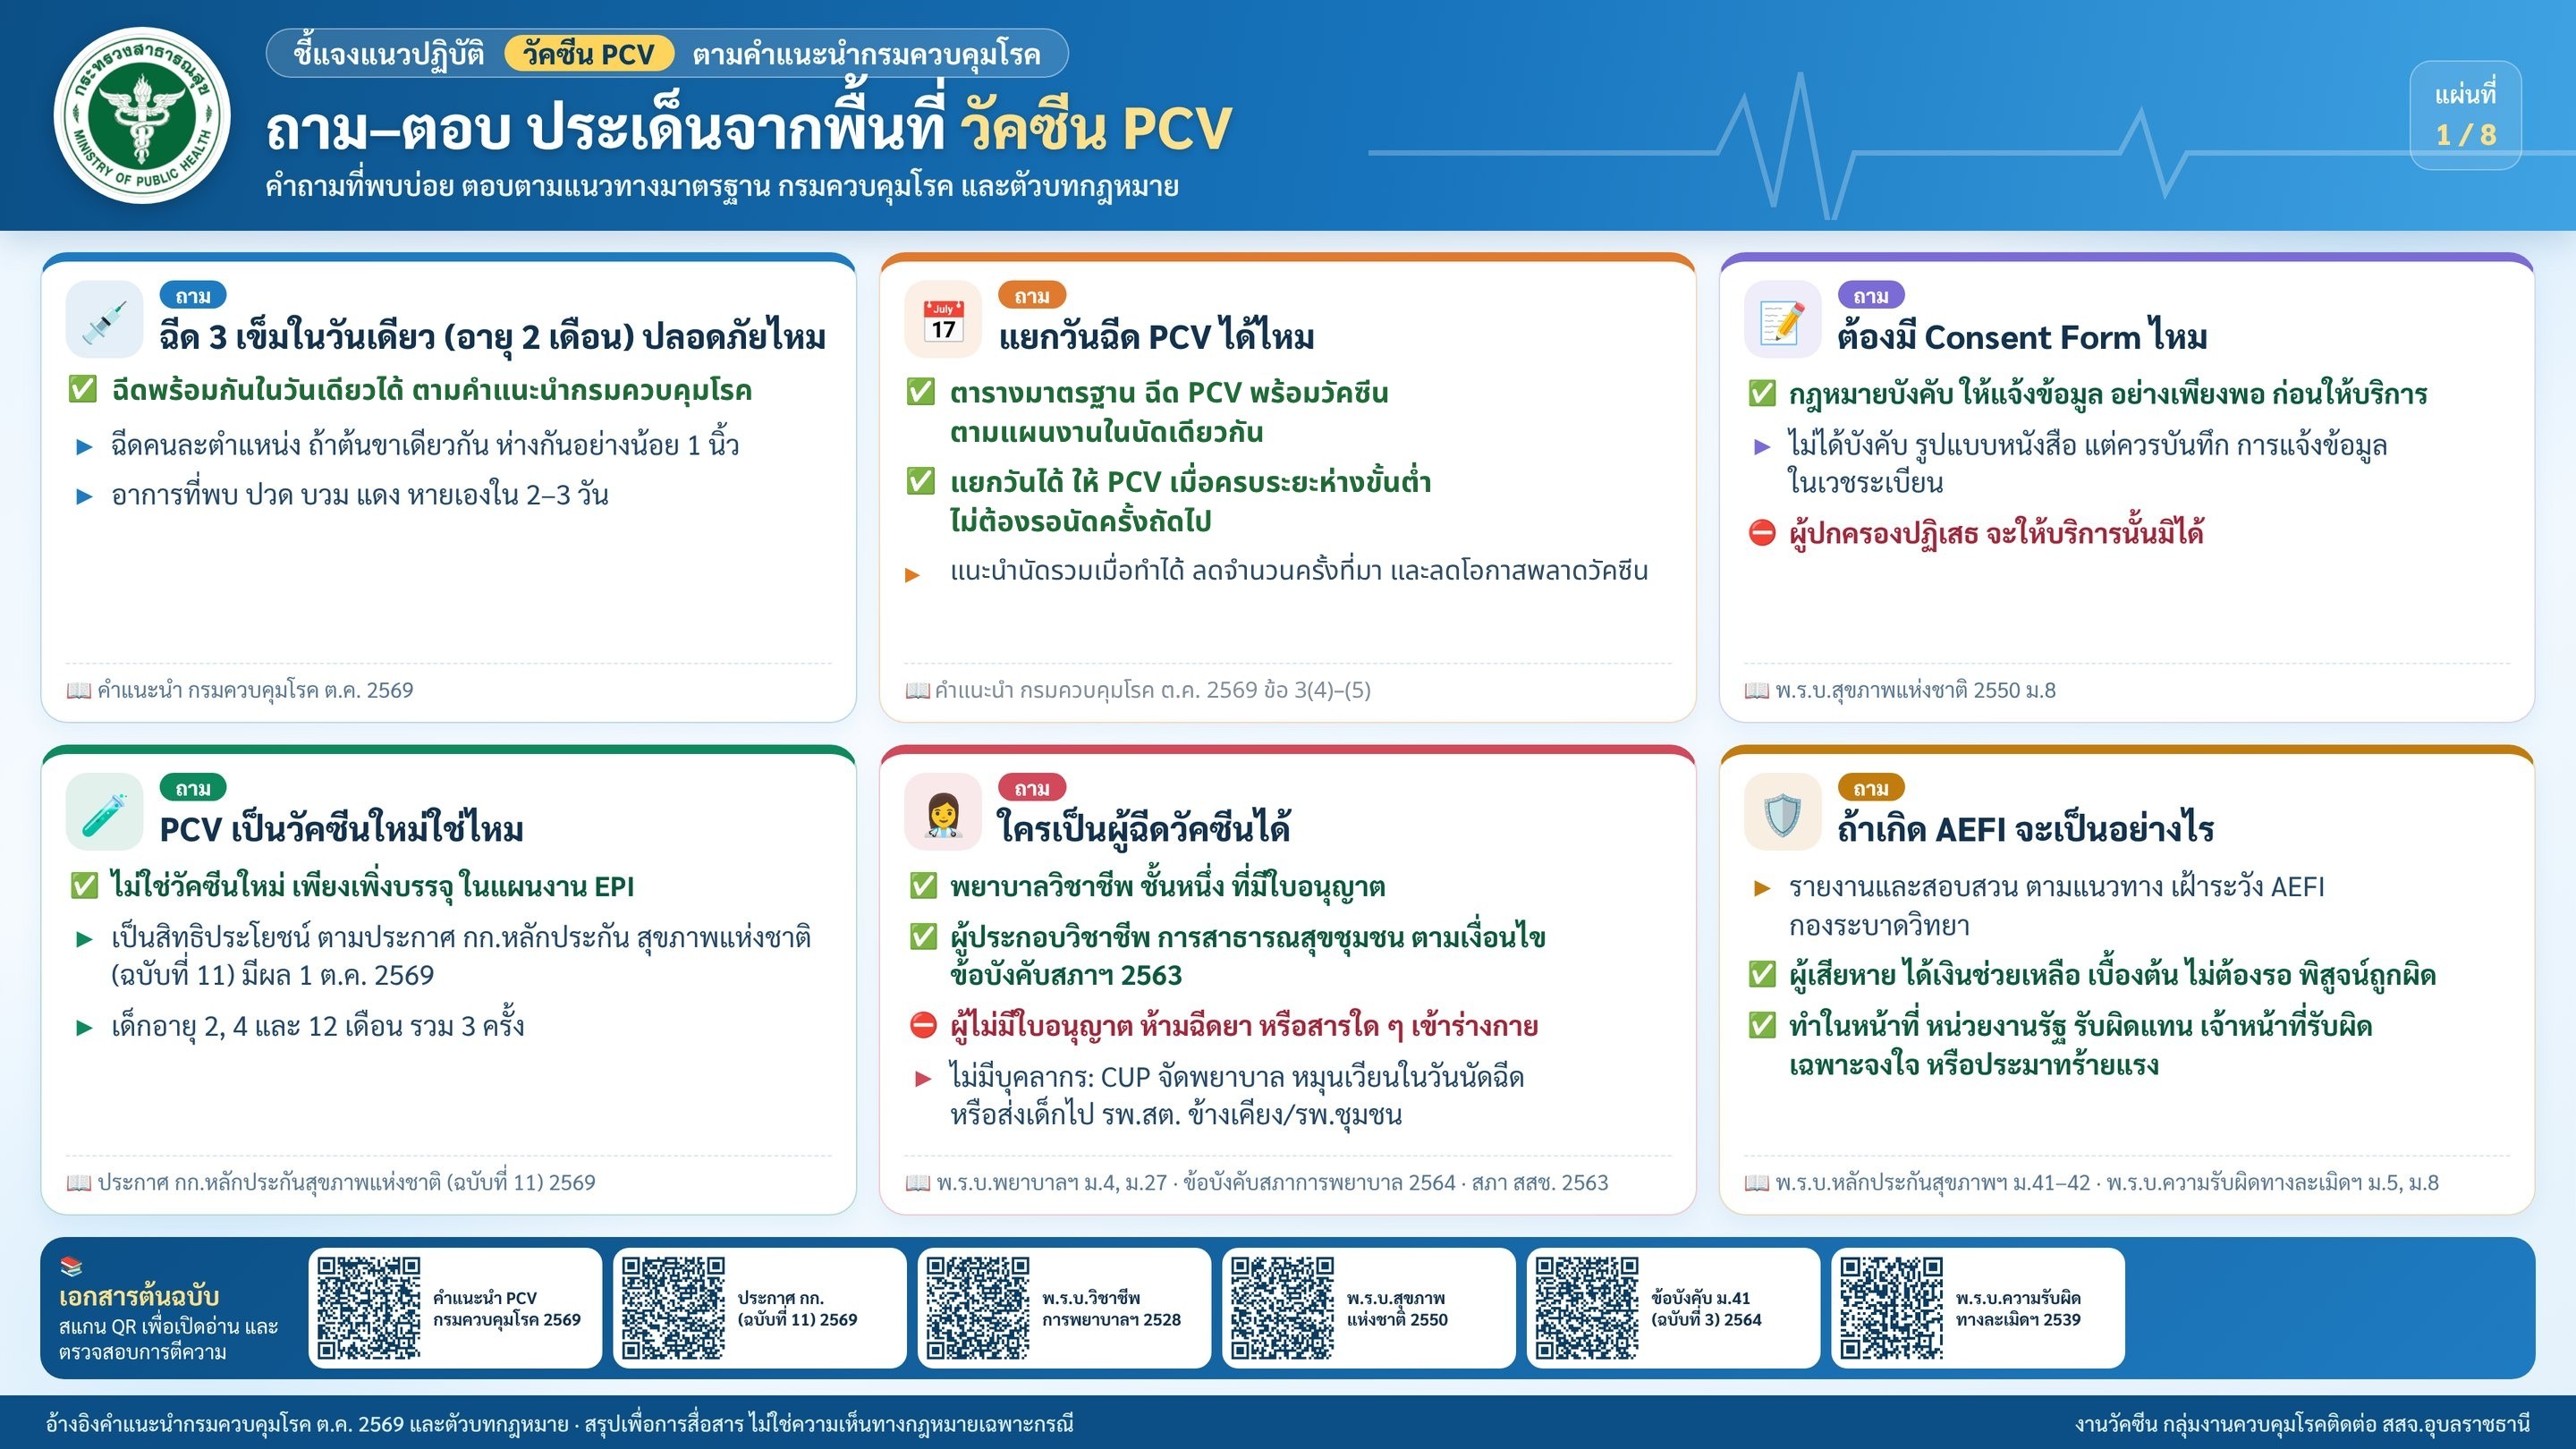 กระทรวงสาธารณสุข
MINISTRY OF PUBLIC HEALTH
ชี้แจงแนวปฏิบัติ วัคซีน PCV ตามคำแนะนำกรมควบคุมโรค
ถาม–ตอบ ประเด็นจากพื้นที่ วัคซีน PCV
คำถามที่พบบ่อย ตอบตามแนวทางมาตรฐาน กรมควบคุมโรค และตัวบทกฎหมาย
แผ่นที่
1 / 8
ถาม
ฉีด 3 เข็มในวันเดียว (อายุ 2 เดือน) ปลอดภัยไหม
✅ ฉีดพร้อมกันในวันเดียวได้ ตามคำแนะนำกรมควบคุมโรค
► ฉีดคนละตำแหน่ง ถ้าต้นขาเดียวกัน ห่างกันอย่างน้อย 1 นิ้ว
► อาการที่พบ ปวด บวม แดง หายเองใน 2–3 วัน
📖 คำแนะนำ กรมควบคุมโรค ต.ค. 2569
July
17
ถาม
แยกวันฉีด PCV ได้ไหม
✅ ตารางมาตรฐาน ฉีด PCV พร้อมวัคซีน
ตามแผนงานในนัดเดียวกัน
✅ แยกวันได้ ให้ PCV เมื่อครบระยะห่างขั้นต่ำ
ไม่ต้องรอนัดครั้งถัดไป
► แนะนำนัดรวมเมื่อทำได้ ลดจำนวนครั้งที่มา และลดโอกาสพลาดวัคซีน
📖 คำแนะนำ กรมควบคุมโรค ต.ค. 2569 ข้อ 3(4)–(5)
ถาม
ต้องมี Consent Form ไหม
✅ กฎหมายบังคับ ให้แจ้งข้อมูล อย่างเพียงพอ ก่อนให้บริการ
► ไม่ได้บังคับ รูปแบบหนังสือ แต่ควรบันทึก การแจ้งข้อมูล
ในเวชระเบียน
⛔ ผู้ปกครองปฏิเสธ จะให้บริการนั้นมิได้
📖 พ.ร.บ.สุขภาพแห่งชาติ 2550 ม.8
ถาม
PCV เป็นวัคซีนใหม่ใช่ไหม
✅ ไม่ใช่วัคซีนใหม่ เพียงเพิ่งบรรจุ ในแผนงาน EPI
► เป็นสิทธิประโยชน์ ตามประกาศ กก.หลักประกัน สุขภาพแห่งชาติ
(ฉบับที่ 11) มีผล 1 ต.ค. 2569
► เด็กอายุ 2, 4 และ 12 เดือน รวม 3 ครั้ง
📖 ประกาศ กก.หลักประกันสุขภาพแห่งชาติ (ฉบับที่ 11) 2569
ถาม
ใครเป็นผู้ฉีดวัคซีนได้
✅ พยาบาลวิชาชีพ ชั้นหนึ่ง ที่มีใบอนุญาต
✅ ผู้ประกอบวิชาชีพ การสาธารณสุขชุมชน ตามเงื่อนไข
ข้อบังคับสภาฯ 2563
⛔ ผู้ไม่มีใบอนุญาต ห้ามฉีดยา หรือสารใด ๆ เข้าร่างกาย
► ไม่มีบุคลากร: CUP จัดพยาบาล หมุนเวียนในวันนัดฉีด
หรือส่งเด็กไป รพ.สต. ข้างเคียง/รพ.ชุมชน
📖 พ.ร.บ.พยาบาลฯ ม.4, ม.27 · ข้อบังคับสภาการพยาบาล 2564 · สภา สสช. 2563
ถาม
ถ้าเกิด AEFI จะเป็นอย่างไร
► รายงานและสอบสวน ตามแนวทาง เฝ้าระวัง AEFI
กองระบาดวิทยา
✅ ผู้เสียหาย ได้เงินช่วยเหลือ เบื้องต้น ไม่ต้องรอ พิสูจน์ถูกผิด
✅ ทำในหน้าที่ หน่วยงานรัฐ รับผิดแทน เจ้าหน้าที่รับผิด
เฉพาะจงใจ หรือประมาทร้ายแรง
📖 พ.ร.บ.หลักประกันสุขภาพฯ ม.41–42 · พ.ร.บ.ความรับผิดทางละเมิดฯ ม.5, ม.8
📚
เอกสารต้นฉบับ
สแกน QR เพื่อเปิดอ่าน และ
ตรวจสอบการตีความ
คำแนะนำ PCV
กรมควบคุมโรค 2569
ประกาศ กก.
(ฉบับที่ 11) 2569
พ.ร.บ.วิชาชีพ
การพยาบาลฯ 2528
พ.ร.บ.สุขภาพ
แห่งชาติ 2550
ข้อบังคับ ม.41
(ฉบับที่ 3) 2564
พ.ร.บ.ความรับผิด
ทางละเมิดฯ 2539
อ้างอิงคำแนะนำกรมควบคุมโรค ต.ค. 2569 และตัวบทกฎหมาย · สรุปเพื่อการสื่อสาร ไม่ใช่ความเห็นทางกฎหมายเฉพาะกรณี
งานวัคซีน กลุ่มงานควบคุมโรคติดต่อ สสจ.อุบลราชธานี